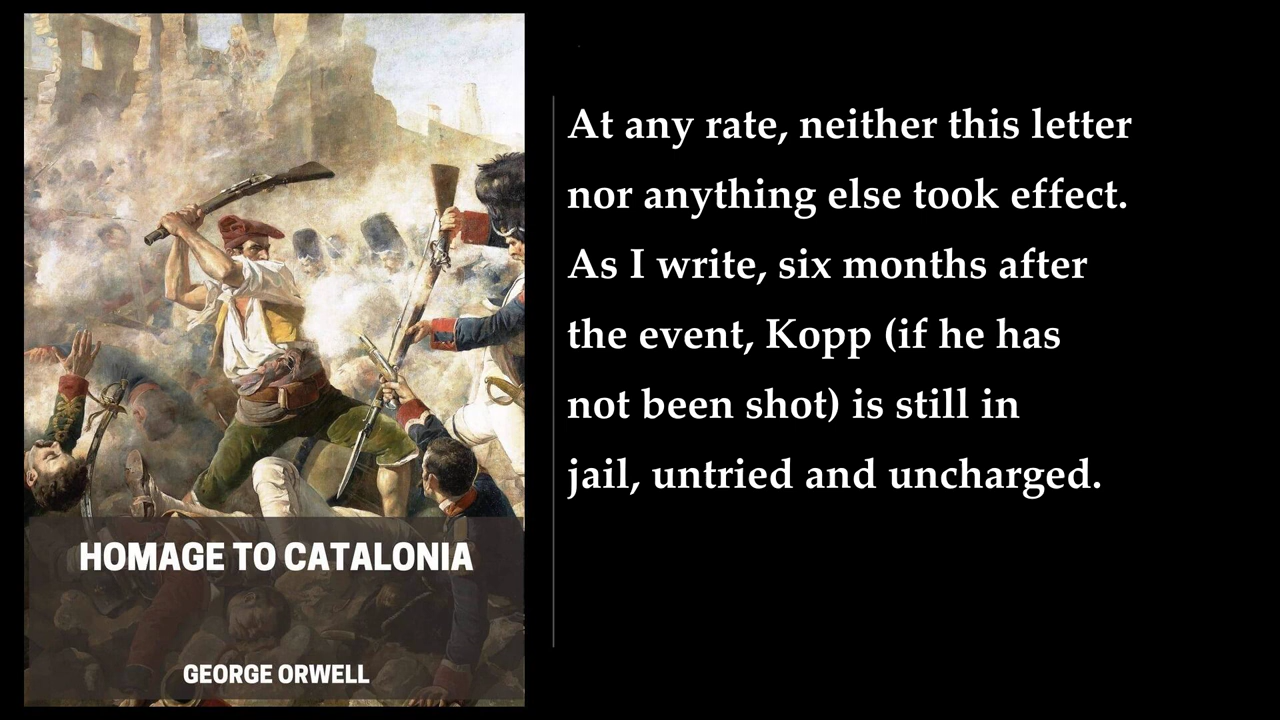 At any rate, neither this letter
nor anything else took effect.
As I write, six months after
the event, Kopp (if he has
not been shot) is still in
jail, untried and uncharged.
HOMAGE TO CATALONIA
GEORGE ORWELL